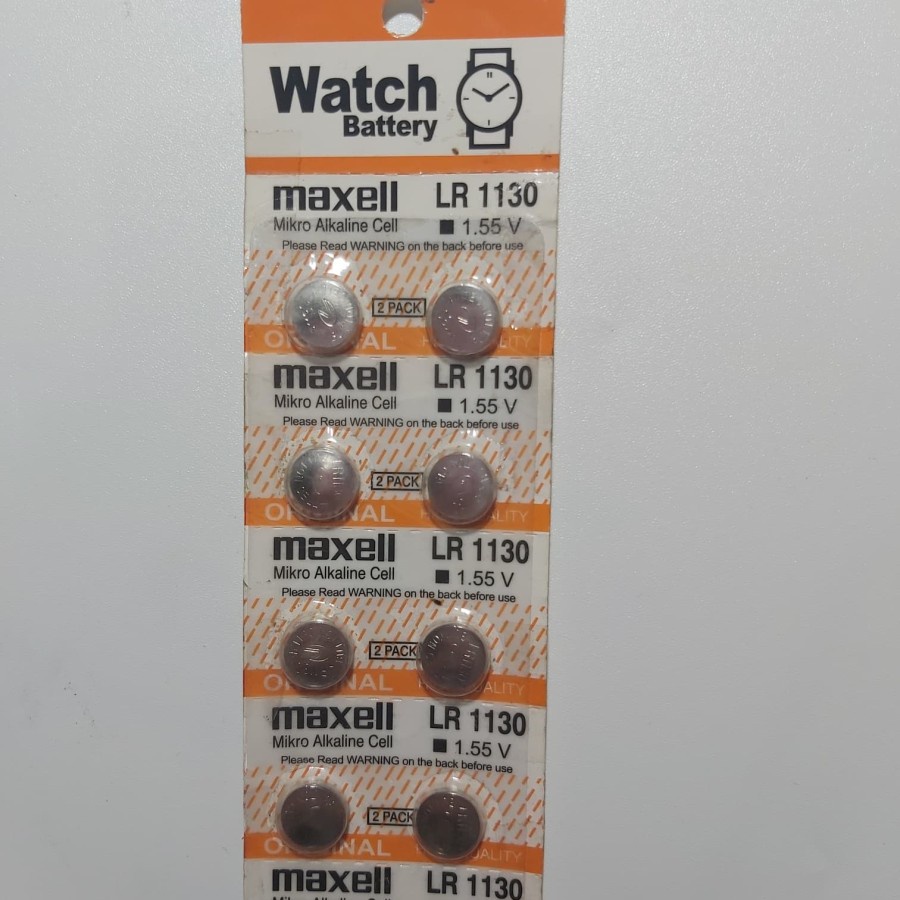 Watch
Battery
maxell LR 1130
Mikro Alkaline Cell ■ 1.55 V
Please Read WARNING on the back before use
2 PACK
maxell LR 1130
Mikro Alkaline Cell ■ 1.55 V
Please Read WARNING on the back before use
2 PACK
maxell LR 1130
Mikro Alkaline Cell ■ 1.55 V
Please Read WARNING on the back before use
2 PACK
maxell LR 1130
Mikro Alkaline Cell ■ 1.55 V
Please Read WARNING on the back before use
2 PACK
maxell LR 1130